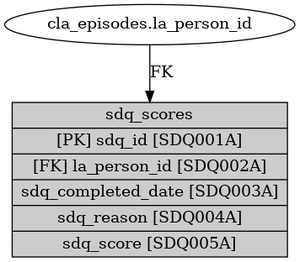 cla_episodes.la_person_id
FK
sdq_scores
[PK] sdq_id [SDQ001A]
[FK] la_person_id [SDQ002A]
sdq_completed_date [SDQ003A]
sdq_reason [SDQ004A]
sdq_score [SDQ005A]